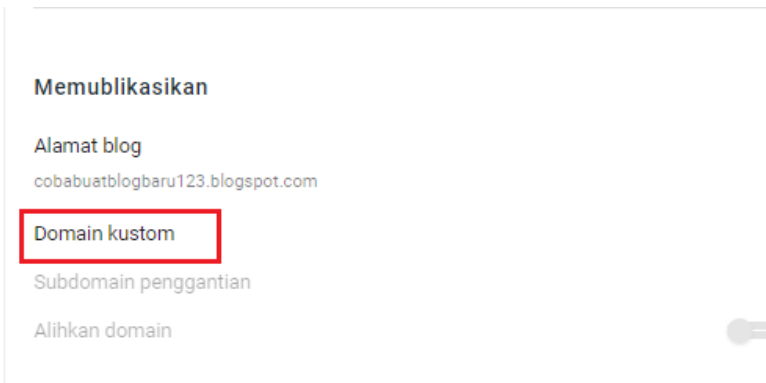 Memublikasikan
Alamat blog
cobabuatblogbaru123.blogspot.com
Domain kustom
Subdomain penggantian
Alihkan domain